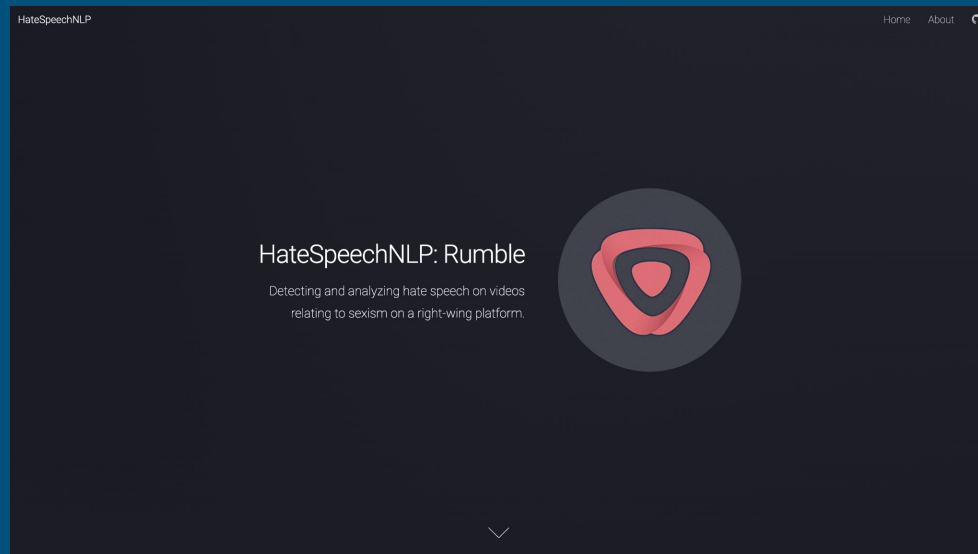 HateSpeechNLP
Home About
HateSpeechNLP: Rumble
Detecting and analyzing hate speech on videos
relating to sexism on a right-wing platform.